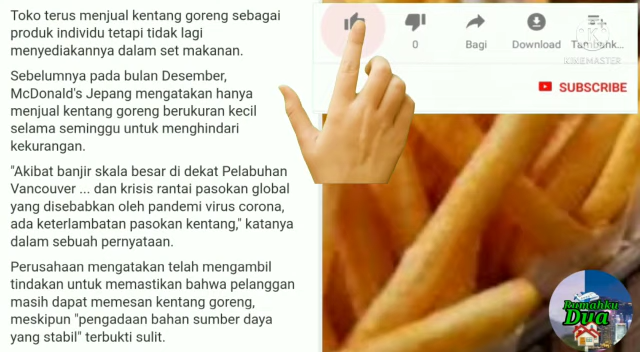 Toko terus menjual kentang goreng sebagai
produk individu tetapi tidak lagi
menyediakannya dalam set makanan.
Sebelumnya pada bulan Desember,
McDonald's Jepang mengatakan hanya
menjual kentang goreng berukuran kecil
selama seminggu untuk menghindari
kekurangan.
"Akibat banjir skala besar di dekat Pelabuhan
Vancouver ... dan krisis rantai pasokan global
yang disebabkan oleh pandemi virus corona,
ada keterlambatan pasokan kentang," katanya
dalam sebuah pernyataan.
Perusahaan mengatakan telah mengambil
tindakan untuk memastikan bahwa pelanggan
masih dapat memesan kentang goreng,
meskipun "pengadaan bahan sumber daya
yang stabil" terbukti sulit.
0 Bagi Download
KINEMASTER
SUBSCRIBE
Rumahku
Dua